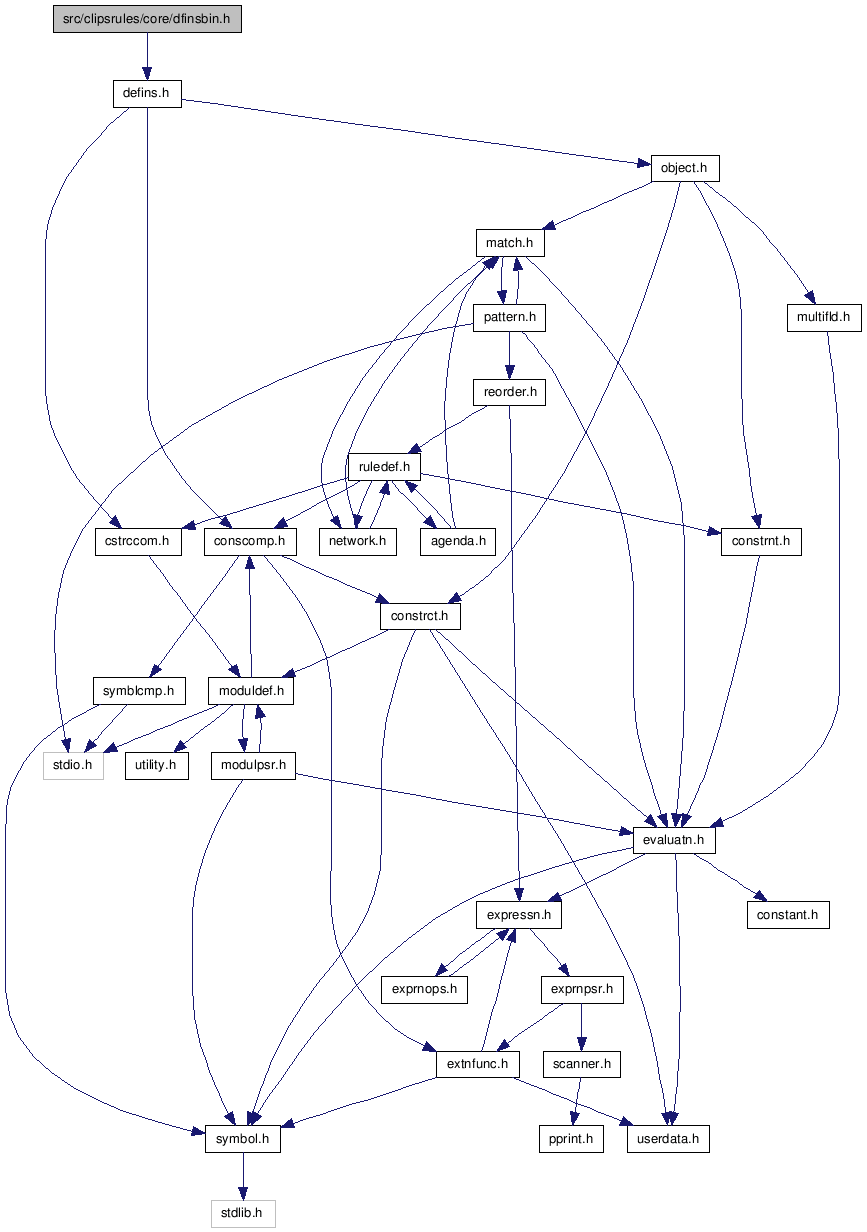 src/clipsrules/core/dfinsbin.h
defins.h
object.h
match.h
pattern.h
multifld.h
reorder.h
ruledef.h
cstrccom.h
conscomp.h
network.h
agenda.h
constrnt.h
constrct.h
symblcmp.h
moduldef.h
stdio.h
utility.h
modulpsr.h
evaluatn.h
expressn.h
constant.h
exprnops.h
exprnpsr.h
extnfunc.h
scanner.h
symbol.h
pprint.h
userdata.h
stdlib.h